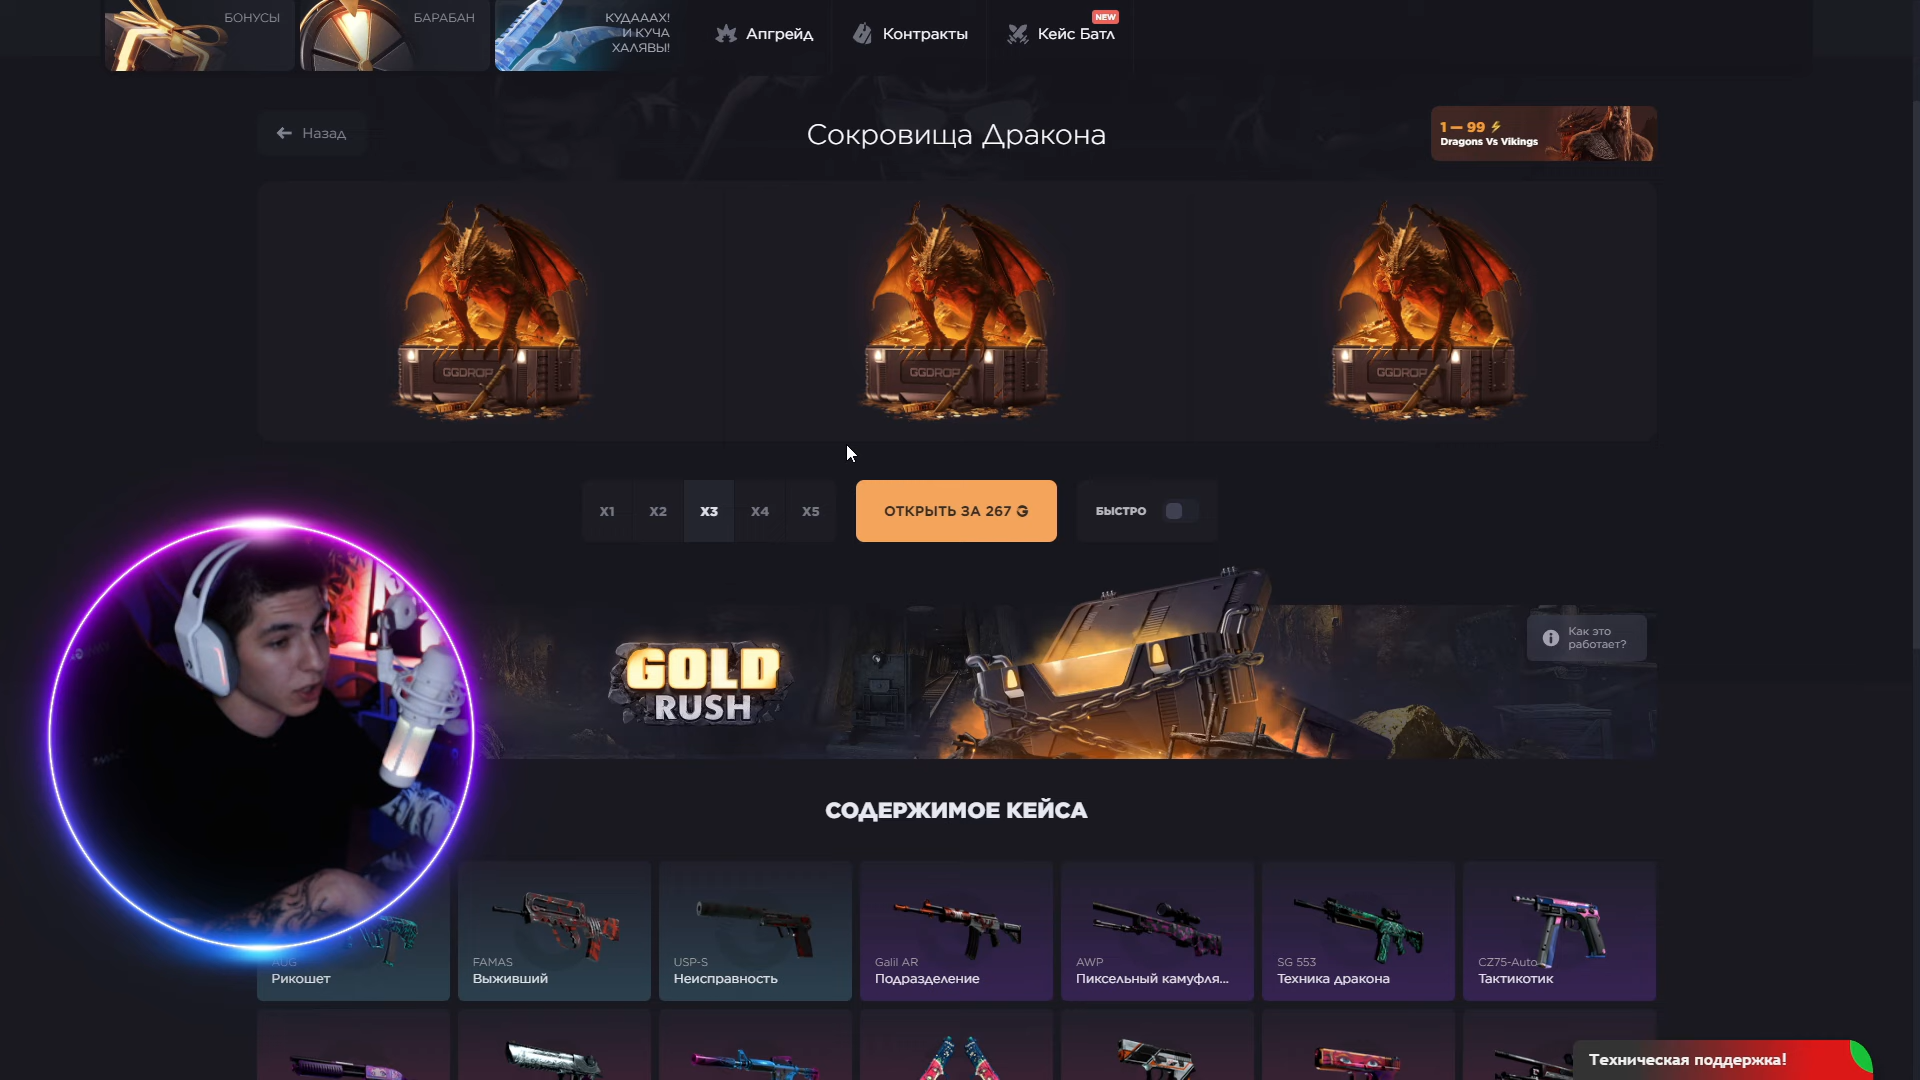 БОНУСЫ
БАРАБАН
КУДАААХ!
И КУЧА
ХАЛЯВЫ!
Апгрейд
Контракты
NEW
Кейс Батл
Назад
Сокровища Дракона
1 — 99
Dragons Vs Vikings
GGDROP
GGDROP
GGDROP
X1
X2
X3
X4
X5
ОТКРЫТЬ ЗА 267 G
БЫСТРО
GOLD
RUSH
Как это
работает?
СОДЕРЖИМОЕ КЕЙСА
AUG
Рикошет
FAMAS
Выживший
USP-S
Неисправность
Galil AR
Подразделение
AWP
Пиксельный камуфля...
SG 553
Техника дракона
CZ75-Auto
Тактикотик
Техническая поддержка!